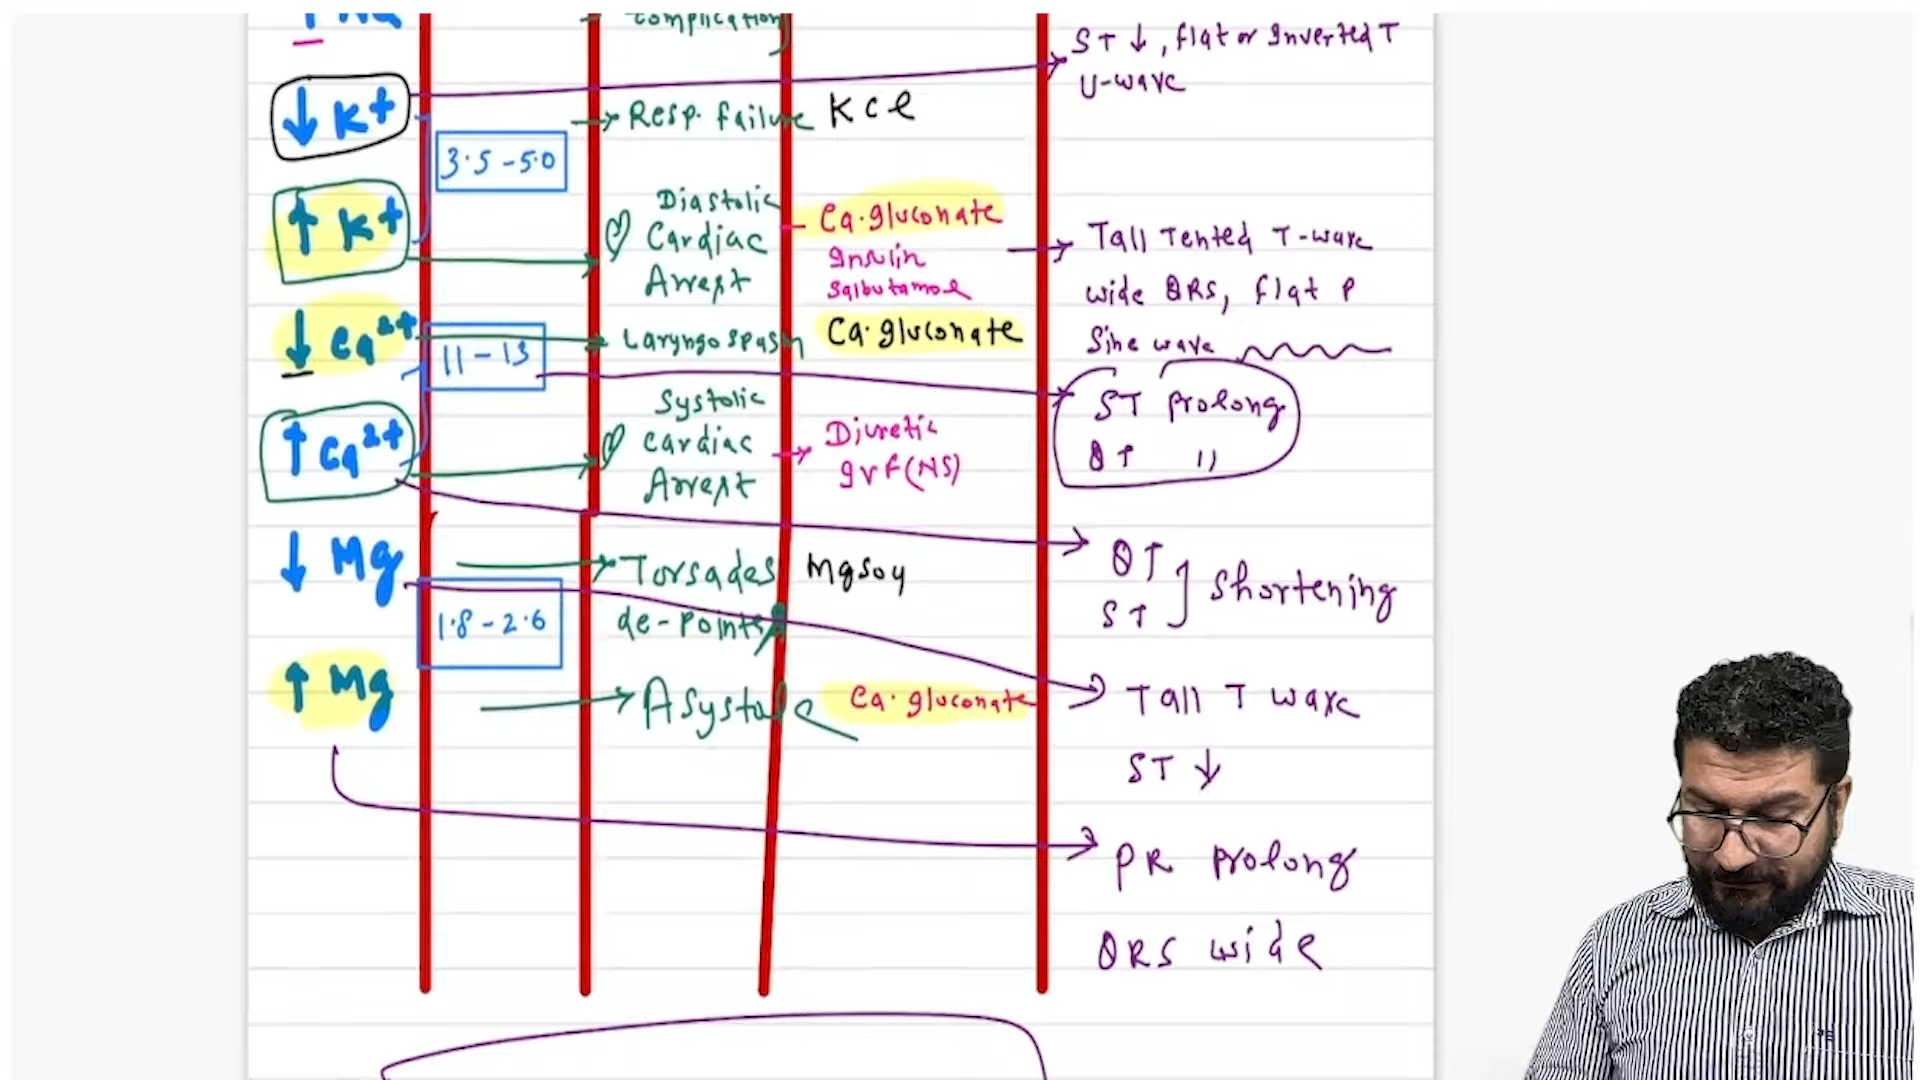 complication
ST ↓, flat or Inverted T
U-wave
↓ K+
→ Resp. failure
KCl
3.5 - 5.0
↑ K+
Diastolic
Cardiac
Arrest
Ca. gluconate
Insulin
Salbutamol
Tall Tented T-wave
wide QRS, flat P
Sine wave
↓ Ca2+
11 - 13
Laryngospasm
Ca. gluconate
ST prolong
QT "
↑ Ca2+
Systolic
cardiac
Arrest
Diuretic
IVF (NS)
QT
ST ] Shortening
↓ Mg
1.8 - 2.6
Torsades
de-pointes
MgSO4
Tall T wave
ST ↓
↑ Mg
Asystole
Ca. gluconate
PR prolong
QRS wide